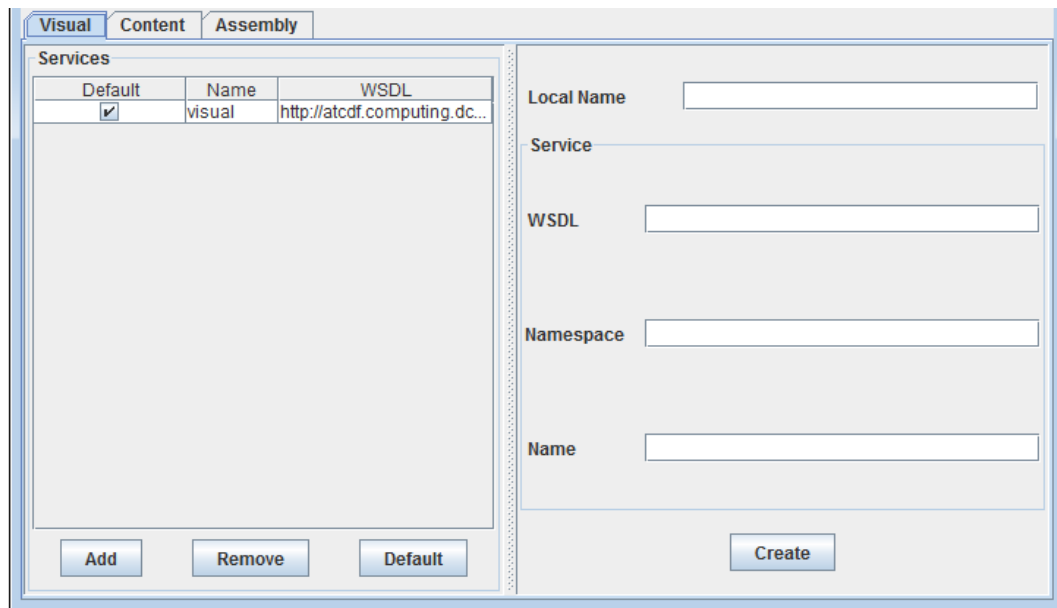 Visual Content Assembly
Services
Default Name WSDL
visual http://atcdf.computing.dc...
Add Remove Default
Local Name
Service
WSDL
Namespace
Name
Create